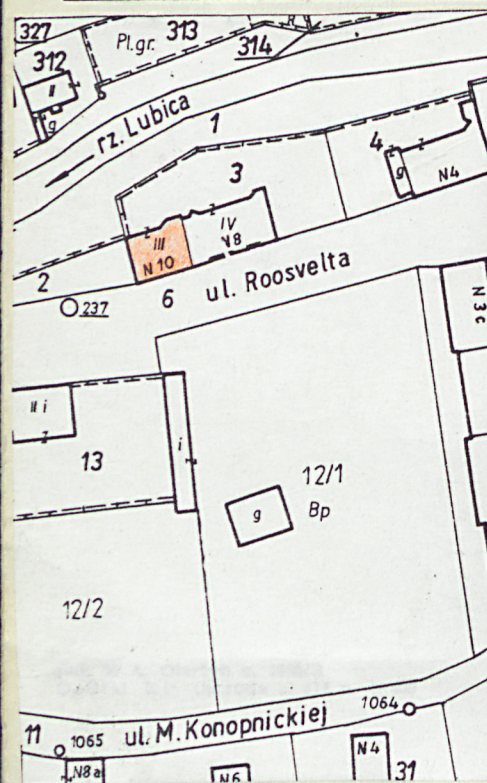 327
Pl.gr.
313
R
314
312
II
g
rz. Lubica
1
3
4
g
N4
z
z
z
z
III
N 10
IV
N8
2
6
ul. Roosvelta
237
N 3c
II i
z
13
i
z
12/1
g
Bp
12/2
11
1065
ul. M. Konopnickiej
1064
N8a
N6
N4
31